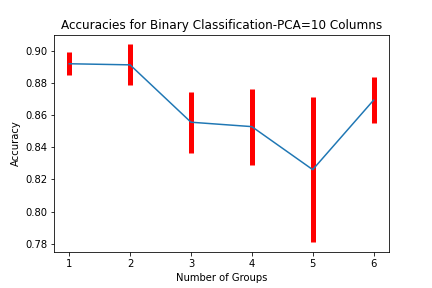 Accuracies for Binary Classification-PCA=10 Columns
0.90
0.88
0.86
0.84
0.82
0.80
0.78
Accuracy
1 2 3 4 5 6
Number of Groups